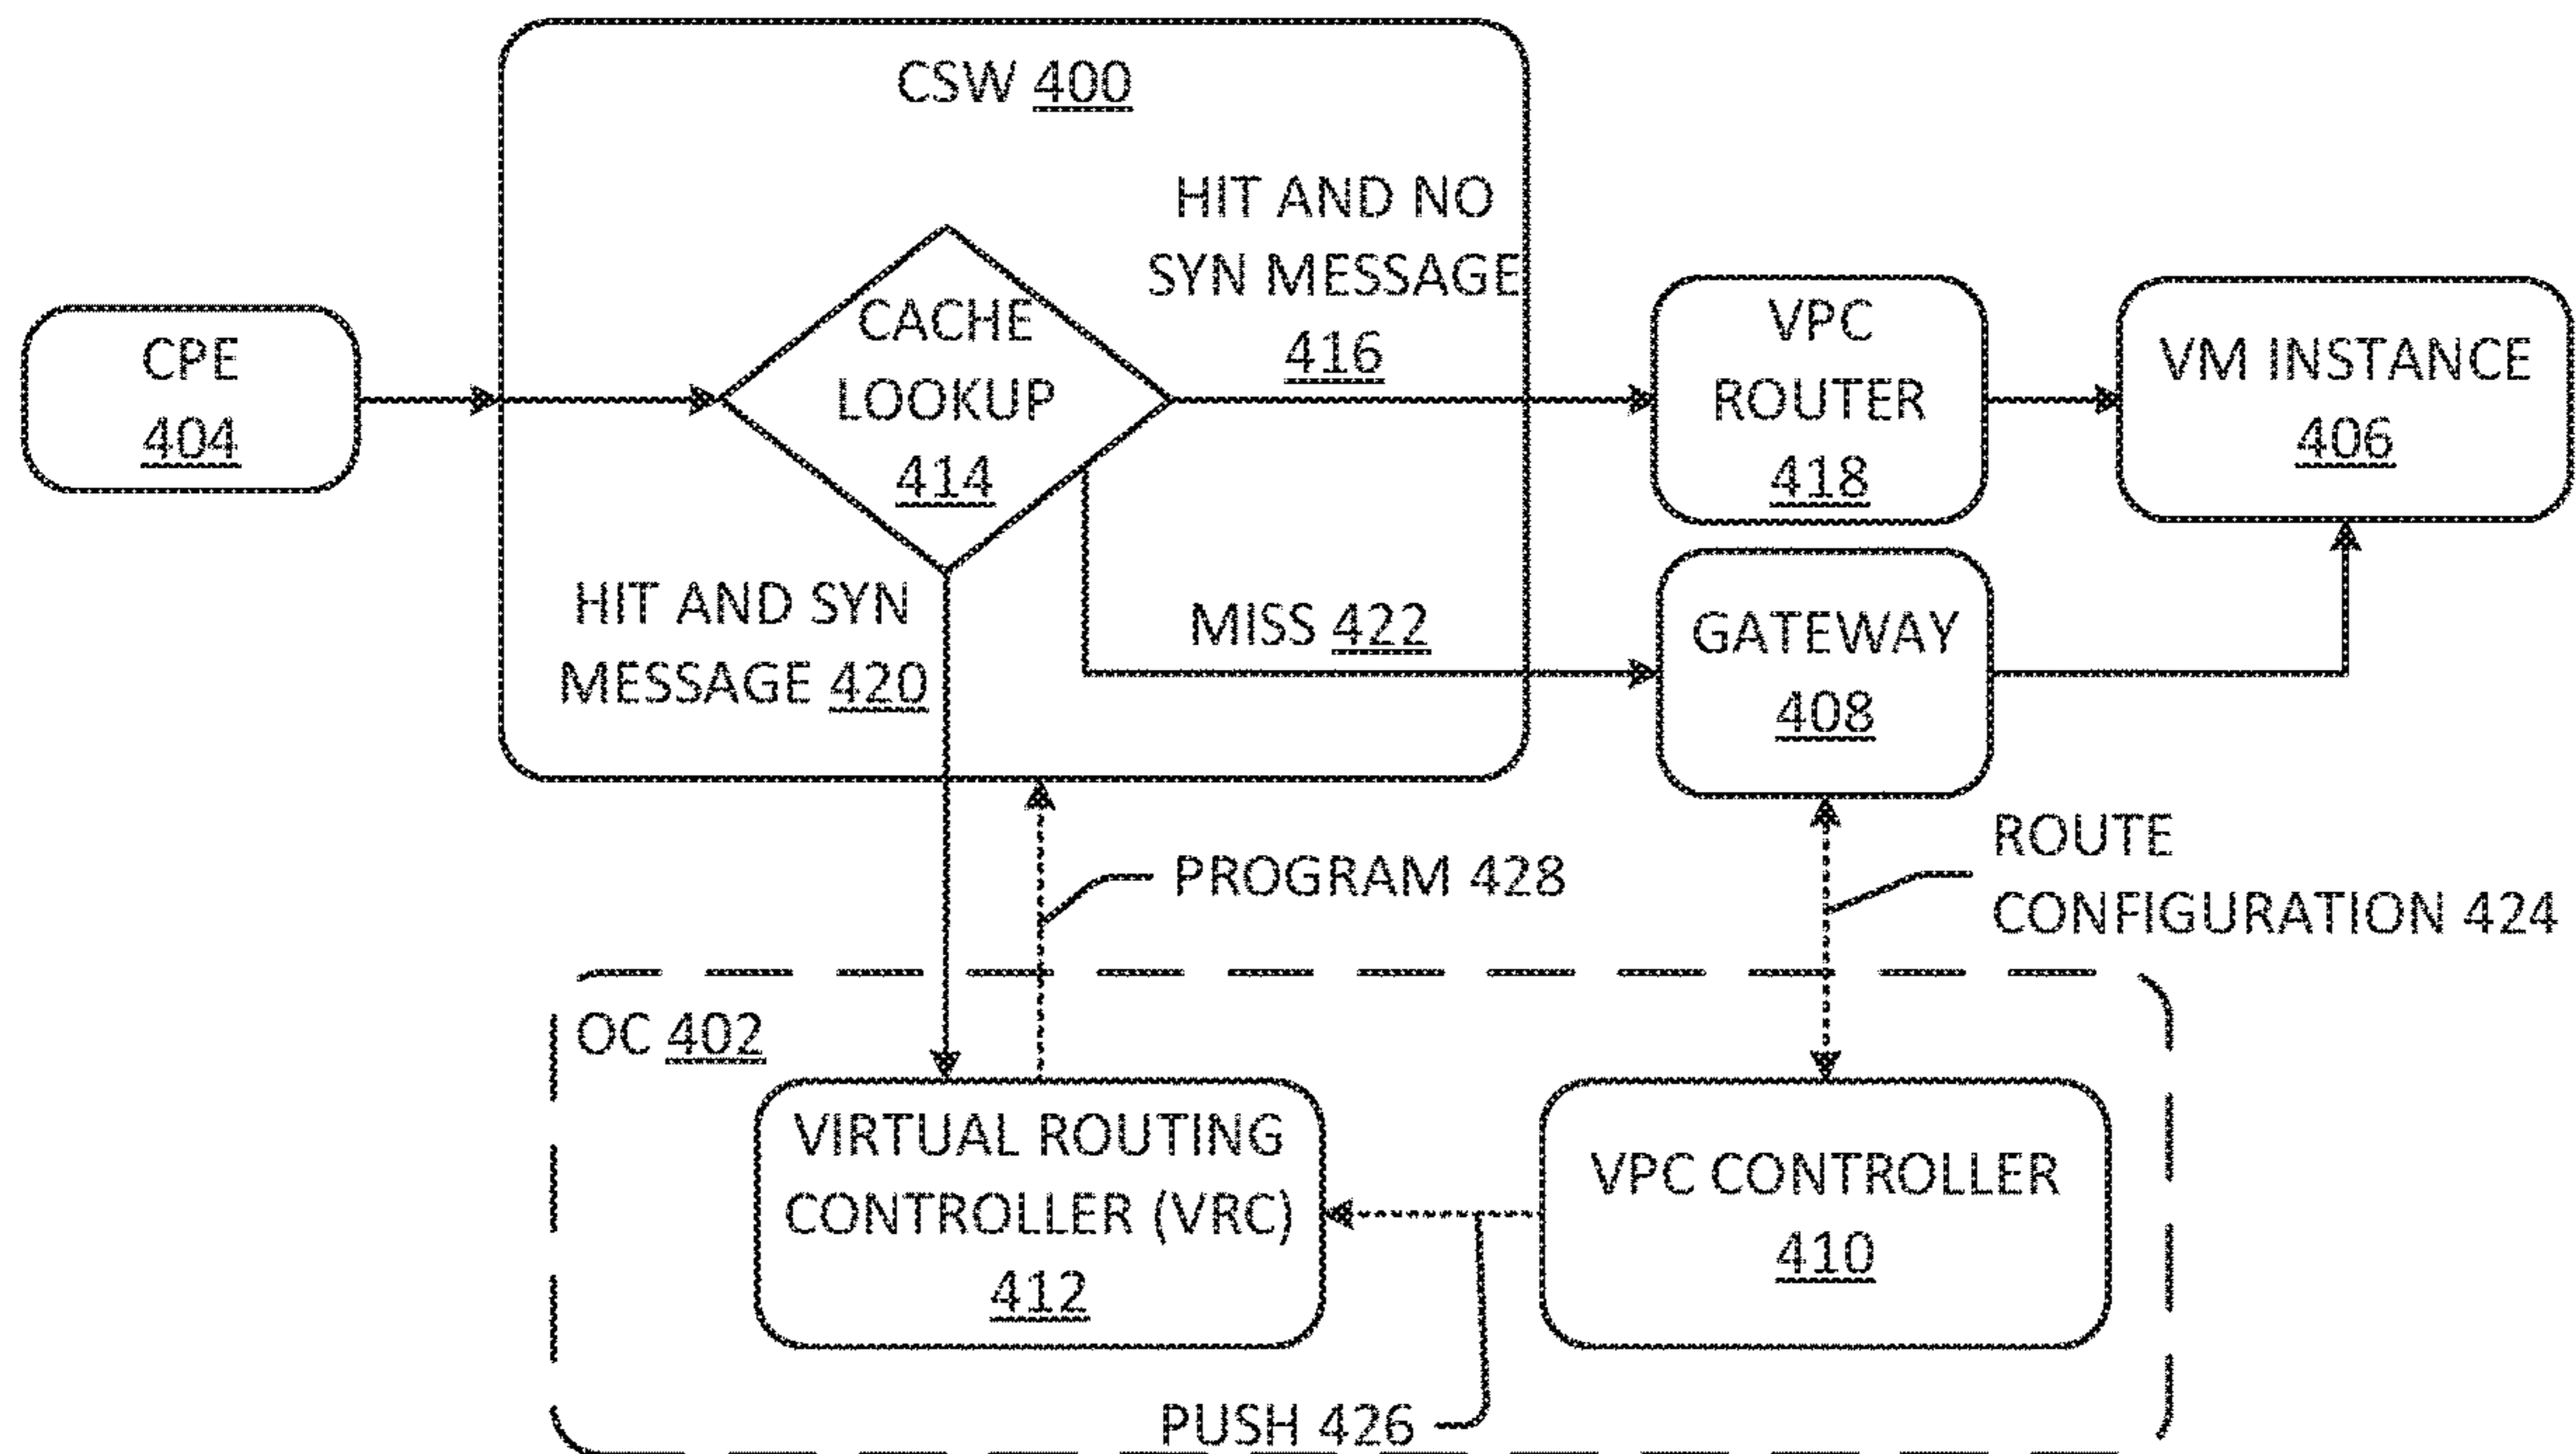 CSW 400
HIT AND NO
SYN MESSAGE
416
CPE
404
CACHE
LOOKUP
414
VPC
ROUTER
418
VM INSTANCE
406
HIT AND SYN
MESSAGE 420
MISS 422
GATEWAY
408
PROGRAM 428
ROUTE
CONFIGURATION 424
OC 402
VIRTUAL ROUTING
CONTROLLER (VRC)
412
VPC CONTROLLER
410
PUSH 426